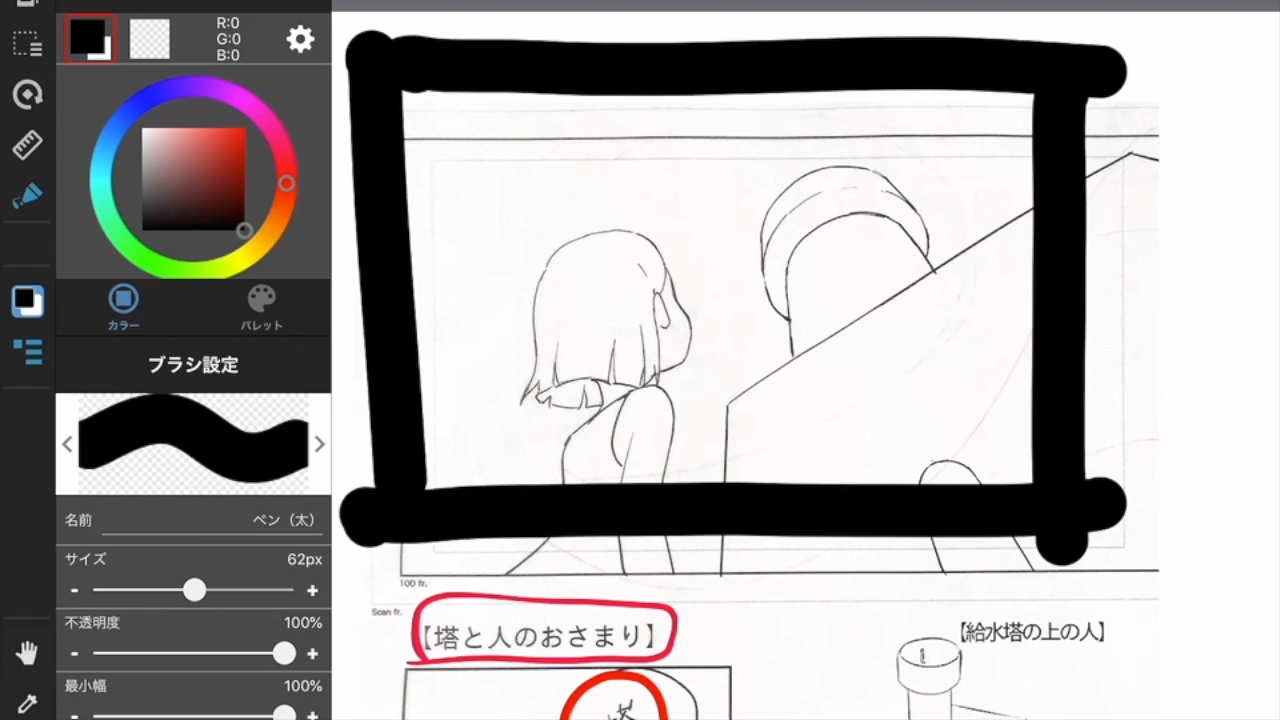 R:0
G:0
B:0
カラー
パレット
ブラシ設定
名前
ペン（太）
サイズ
62px
不透明度
100%
最小幅
100%
100 fr.
Scan fr.
【塔と人のおさまり】
【給水塔の上の人】